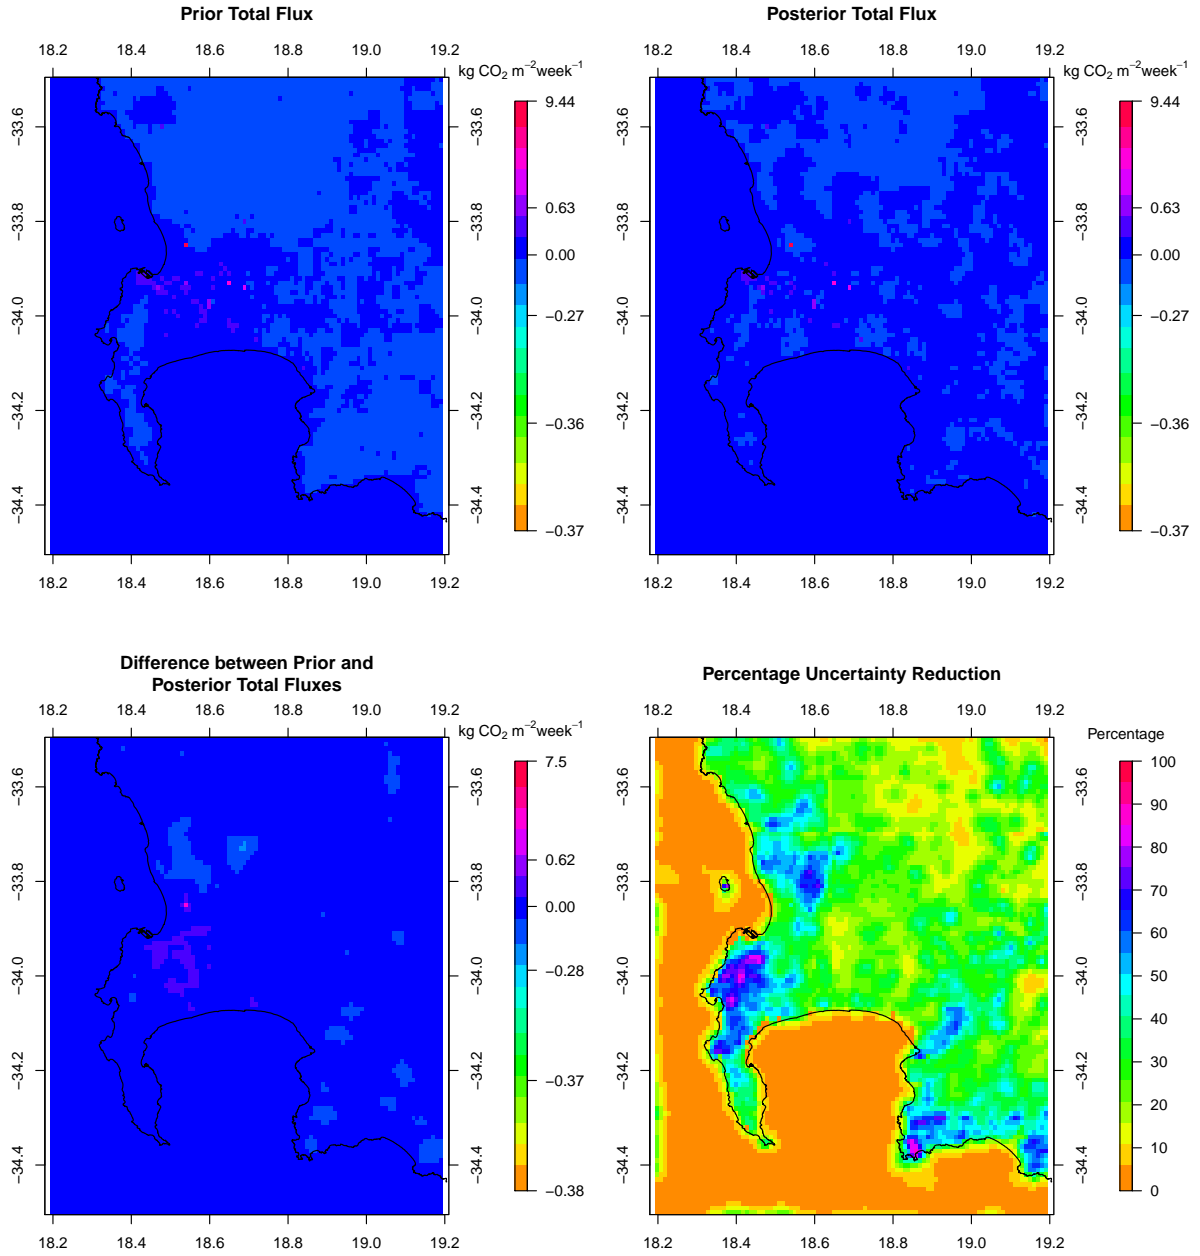 Prior Total Flux
18.2 18.4 18.6 18.8 19.0 19.2
kg CO₂ m⁻²week⁻¹
−33.6 −33.8 −34.0 −34.2 −34.4
−33.6 −33.8 −34.0 −34.2 −34.4
9.44
0.63
0.00
−0.27
−0.36
−0.37
18.2 18.4 18.6 18.8 19.0 19.2
Posterior Total Flux
18.2 18.4 18.6 18.8 19.0 19.2
kg CO₂ m⁻²week⁻¹
−33.6 −33.8 −34.0 −34.2 −34.4
−33.6 −33.8 −34.0 −34.2 −34.4
9.44
0.63
0.00
−0.27
−0.36
−0.37
18.2 18.4 18.6 18.8 19.0 19.2
Difference between Prior and
Posterior Total Fluxes
18.2 18.4 18.6 18.8 19.0 19.2
kg CO₂ m⁻²week⁻¹
−33.6 −33.8 −34.0 −34.2 −34.4
−33.6 −33.8 −34.0 −34.2 −34.4
7.5
0.62
0.00
−0.28
−0.37
−0.38
18.2 18.4 18.6 18.8 19.0 19.2
Percentage Uncertainty Reduction
18.2 18.4 18.6 18.8 19.0 19.2
Percentage
−33.6 −33.8 −34.0 −34.2 −34.4
−33.6 −33.8 −34.0 −34.2 −34.4
100
90
80
70
60
50
40
30
20
10
0
18.2 18.4 18.6 18.8 19.0 19.2